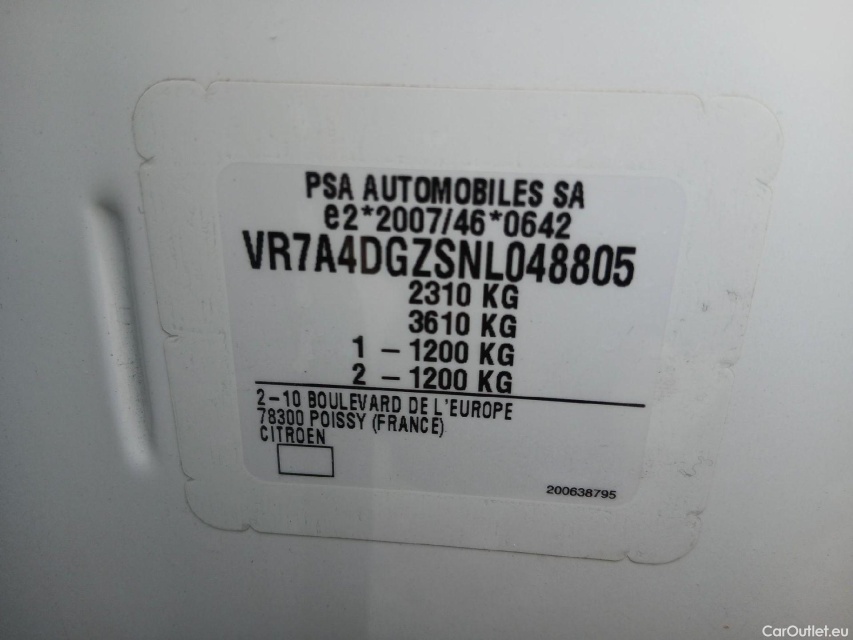 PSA AUTOMOBILES SA
e2*2007/46*0642
VR7A4DGZSNL048805
2310 KG
3610 KG
1 – 1200 KG
2 – 1200 KG
2–10 BOULEVARD DE L'EUROPE
78300 POISSY (FRANCE)
CITROEN
200638795
CarOutlet.eu